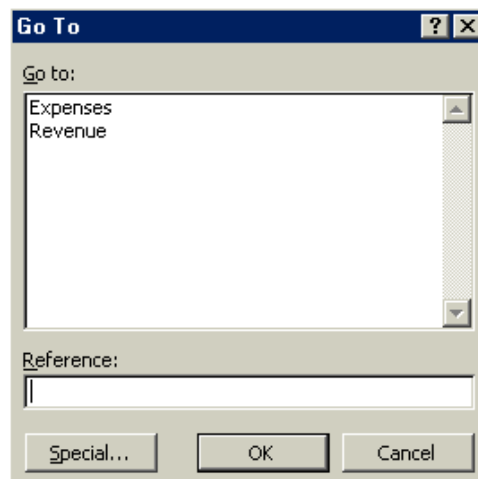 Go To
Go to:
Expenses
Revenue
Reference:
Special... OK Cancel